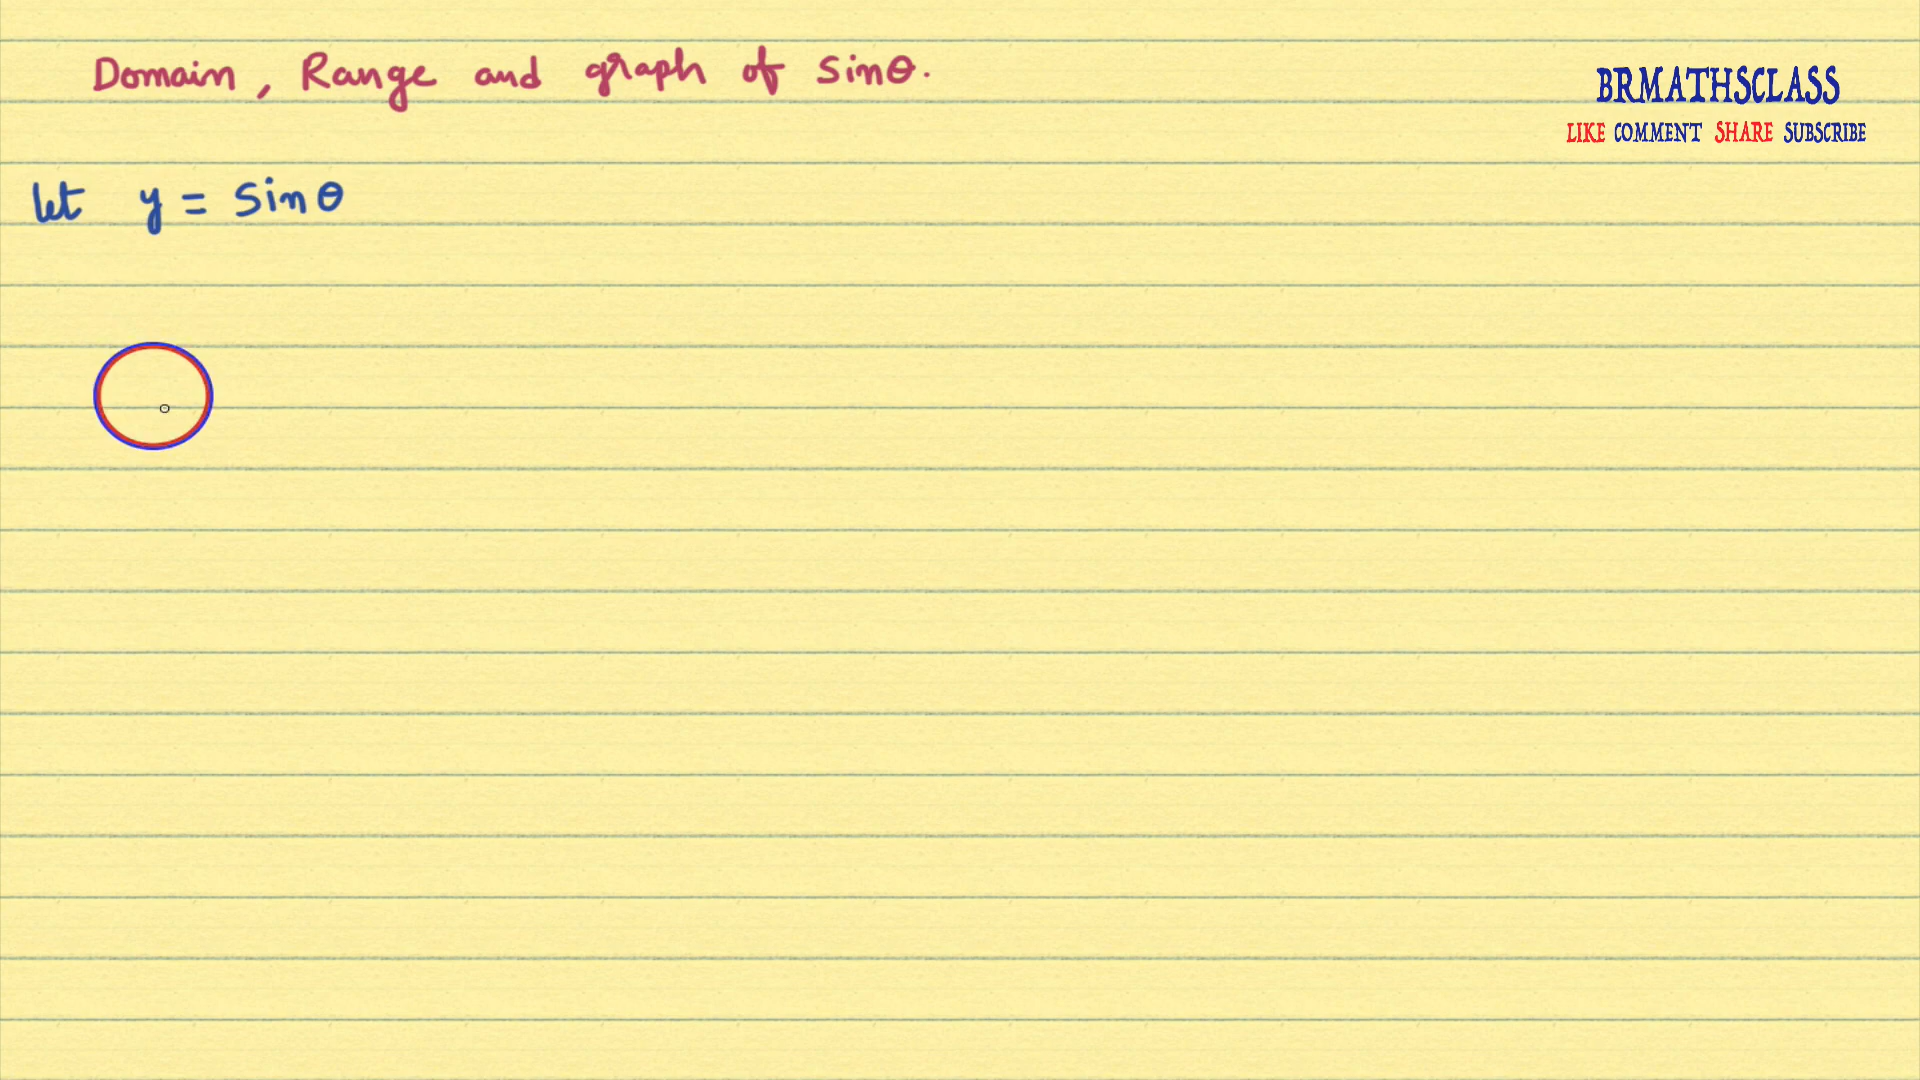 Domain, Range and graph of sinθ.
BRMATHSCLASS
LIKE COMMENT SHARE SUBSCRIBE
let y = sinθ